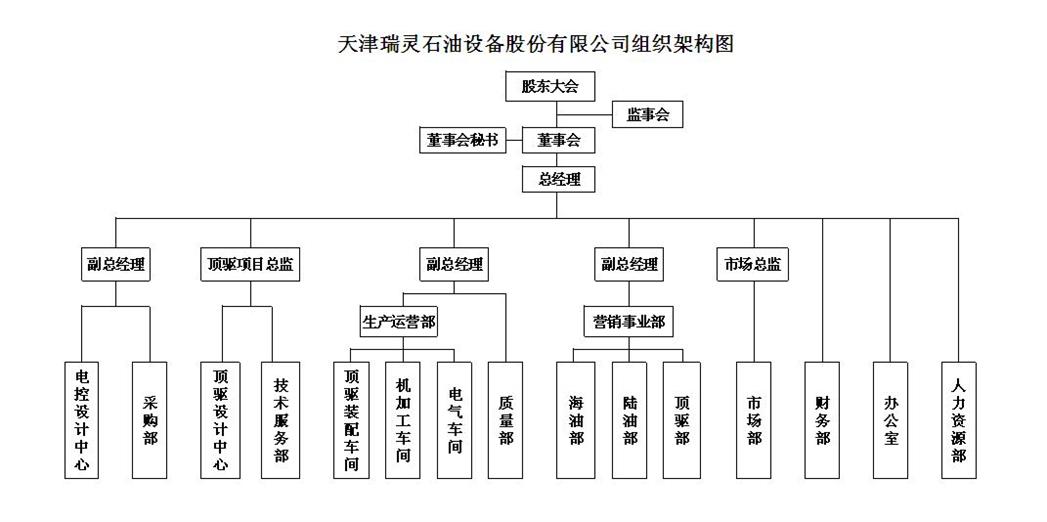 天津瑞灵石油设备股份有限公司组织架构图
股东大会
监事会
董事会秘书
董事会
总经理
副总经理
顶驱项目总监
副总经理
副总经理
市场总监
生产运营部
营销事业部
电控设计中心
采购部
顶驱设计中心
技术服务部
顶驱装配车间
机加工车间
电气车间
质量部
海油部
陆油部
顶驱部
市场部
财务部
办公室
人力资源部